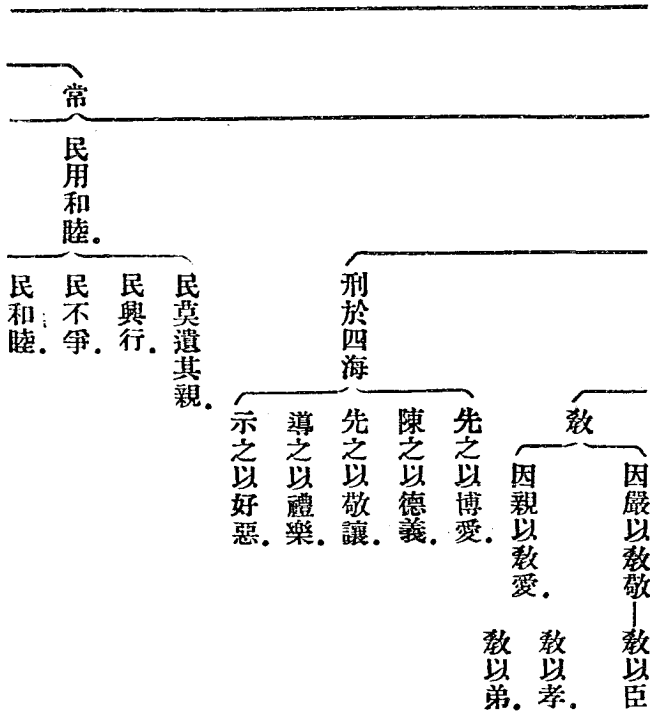 因嚴以敎敬—敎以臣
敎
因親以敎愛．
敎以孝．
敎以弟．
刑於四海
先之以博愛．
陳之以德義．
先之以敬讓．
導之以禮樂．
示之以好惡．
常
民用和睦．
民莫遺其親．
民興行．
民不爭．
民和睦．